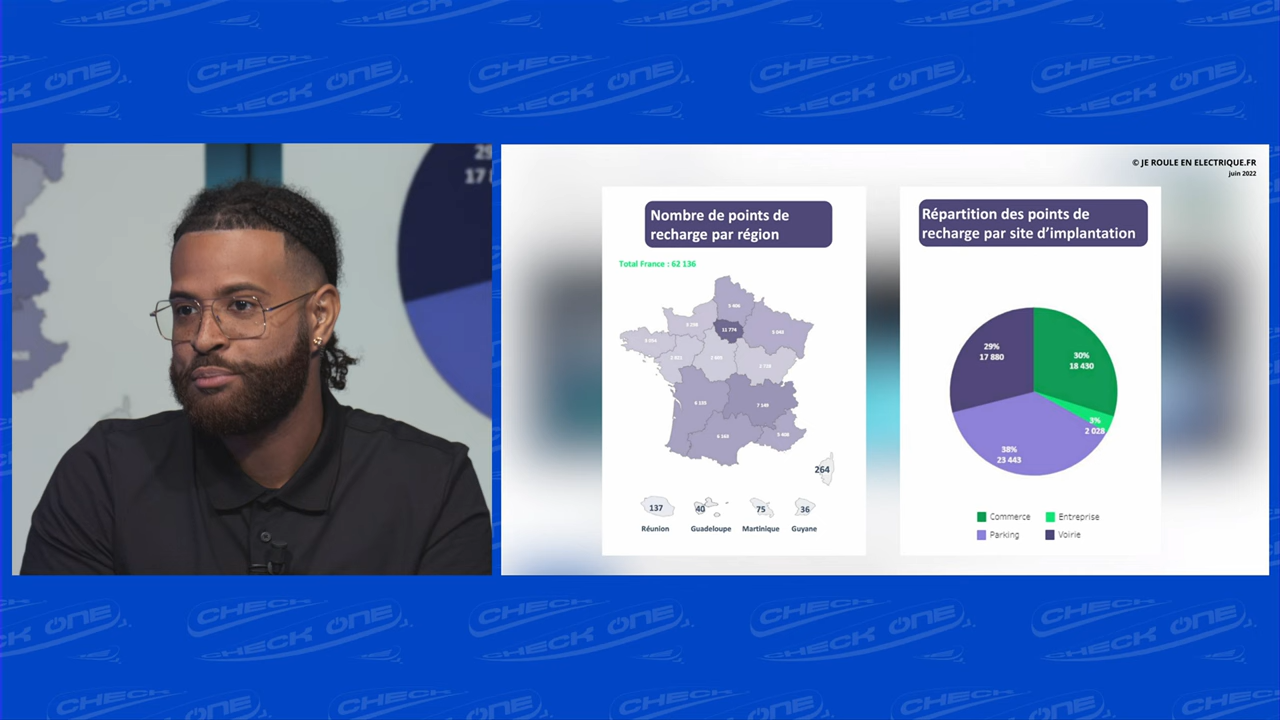 CHECK ONE
29
17 8
© JE ROULE EN ELECTRIQUE.FR
juin 2022
Nombre de points de
recharge par région
Total France : 62 136
11 774
7 149
264
137
40
75
36
Réunion
Guadeloupe
Martinique
Guyane
Répartition des points de
recharge par site d'implantation
29%
17 880
30%
18 430
3%
2 028
38%
23 443
Commerce
Entreprise
Parking
Voirie